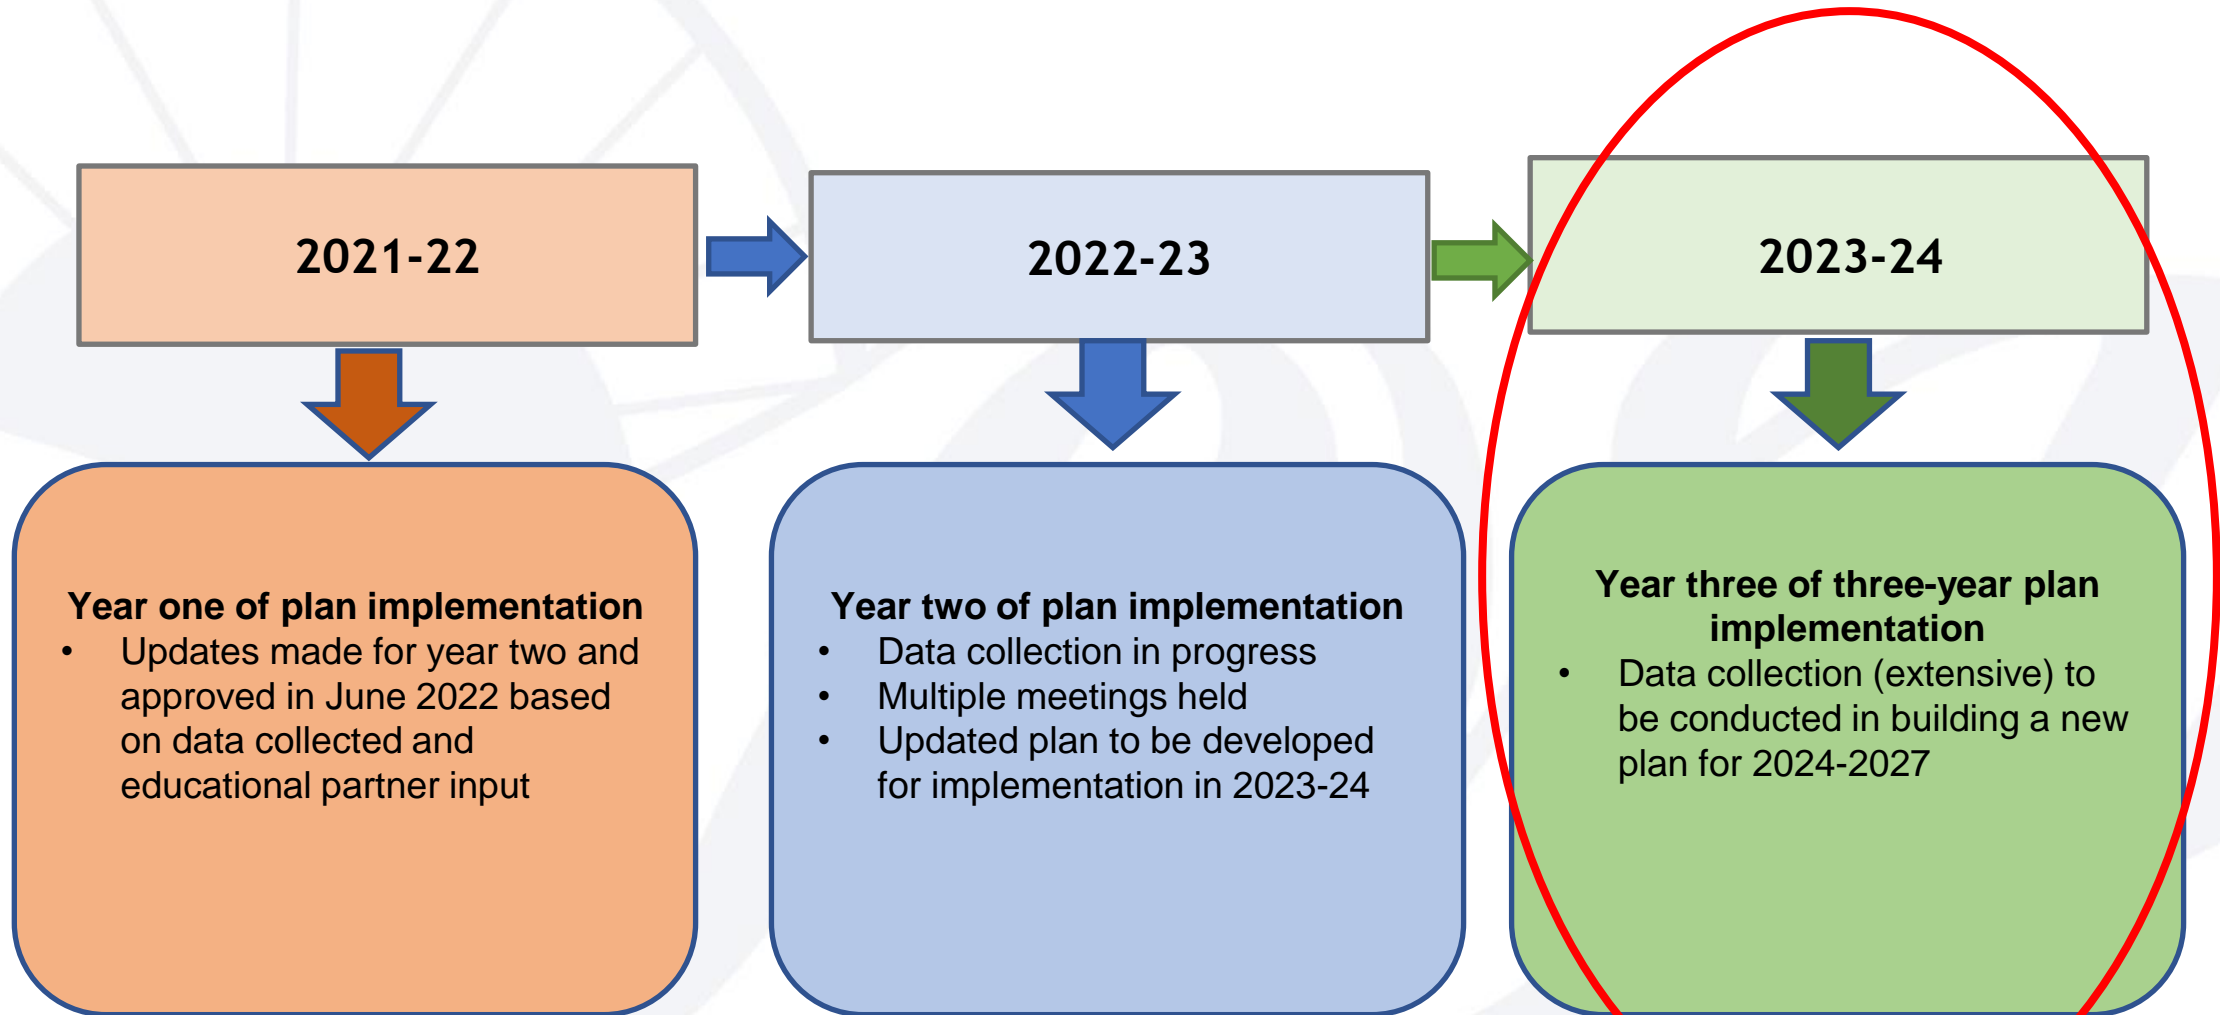 2021-22
2022-23
2023-24
Year one of plan implementation
• Updates made for year two and
approved in June 2022 based
on data collected and
educational partner input
Year two of plan implementation
• Data collection in progress
• Multiple meetings held
• Updated plan to be developed
for implementation in 2023-24
Year three of three-year plan
implementation
• Data collection (extensive) to
be conducted in building a new
plan for 2024-2027